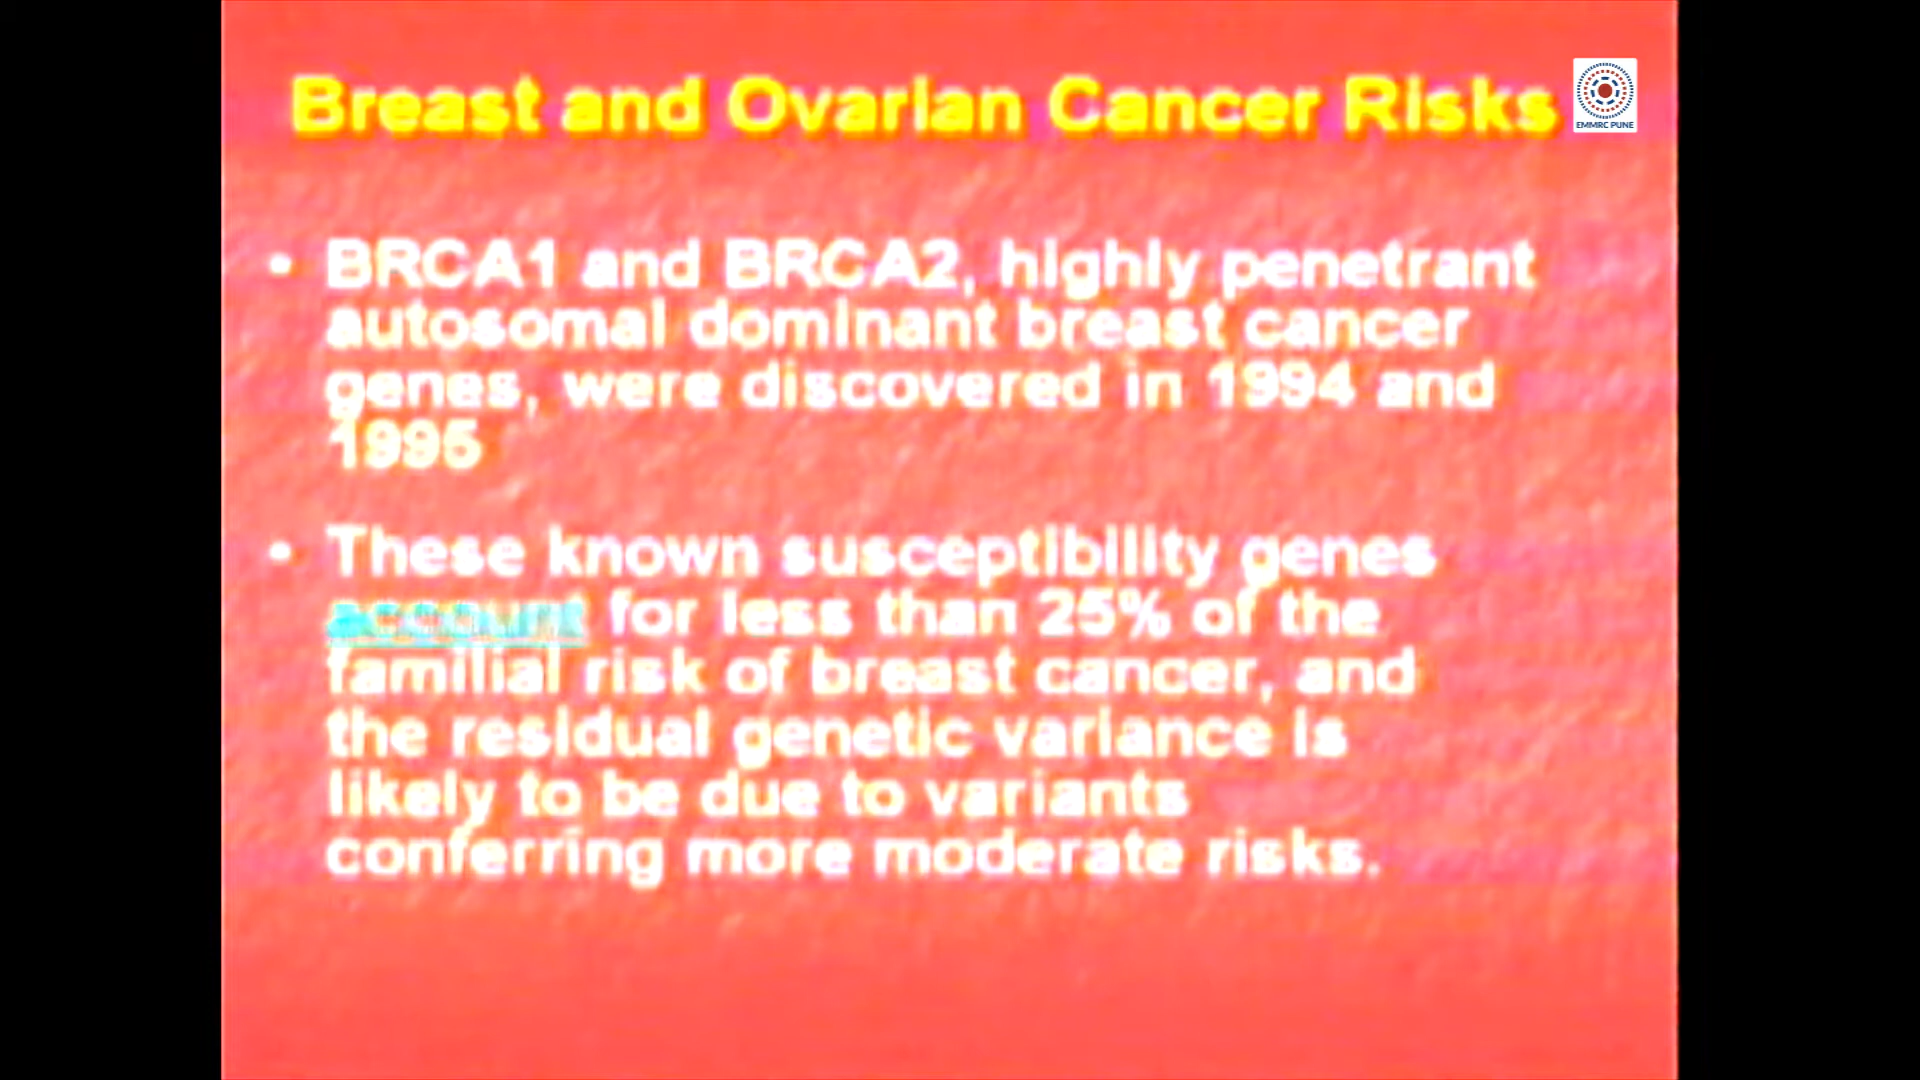 Breast and Ovarian Cancer Risks
EMMRC PUNE
• BRCA1 and BRCA2, highly penetrant
autosomal dominant breast cancer
genes, were discovered in 1994 and
1995
• These known susceptibility genes
account for less than 25% of the
familial risk of breast cancer, and
the residual genetic variance is
likely to be due to variants
conferring more moderate risks.